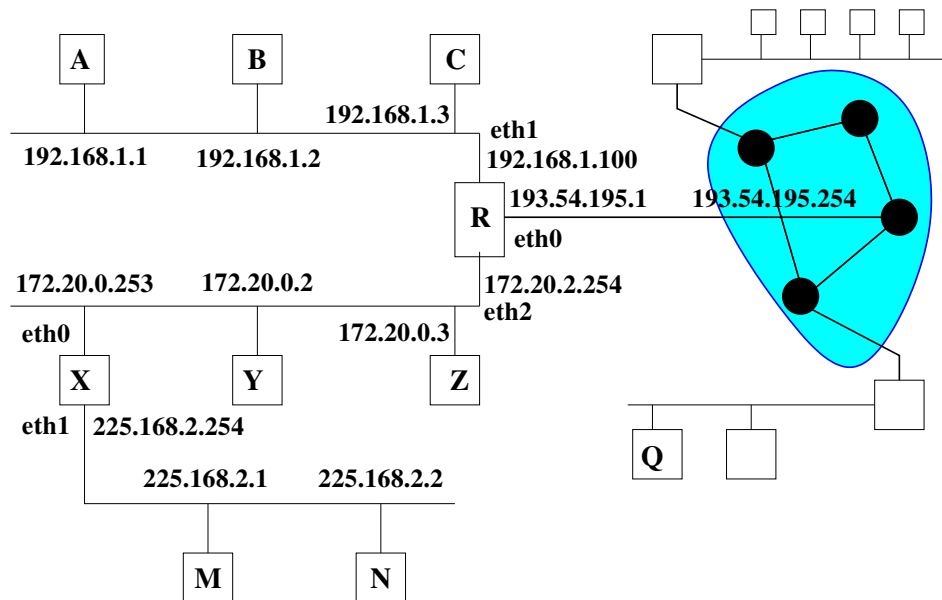 A B C
192.168.1.3
eth1
192.168.1.1 192.168.1.2 192.168.1.100
193.54.195.1 193.54.195.254
R
eth0
172.20.0.253 172.20.0.2 172.20.2.254
eth2
eth0 172.20.0.3
X Y Z
eth1 225.168.2.254
Q
225.168.2.1 225.168.2.2
M N